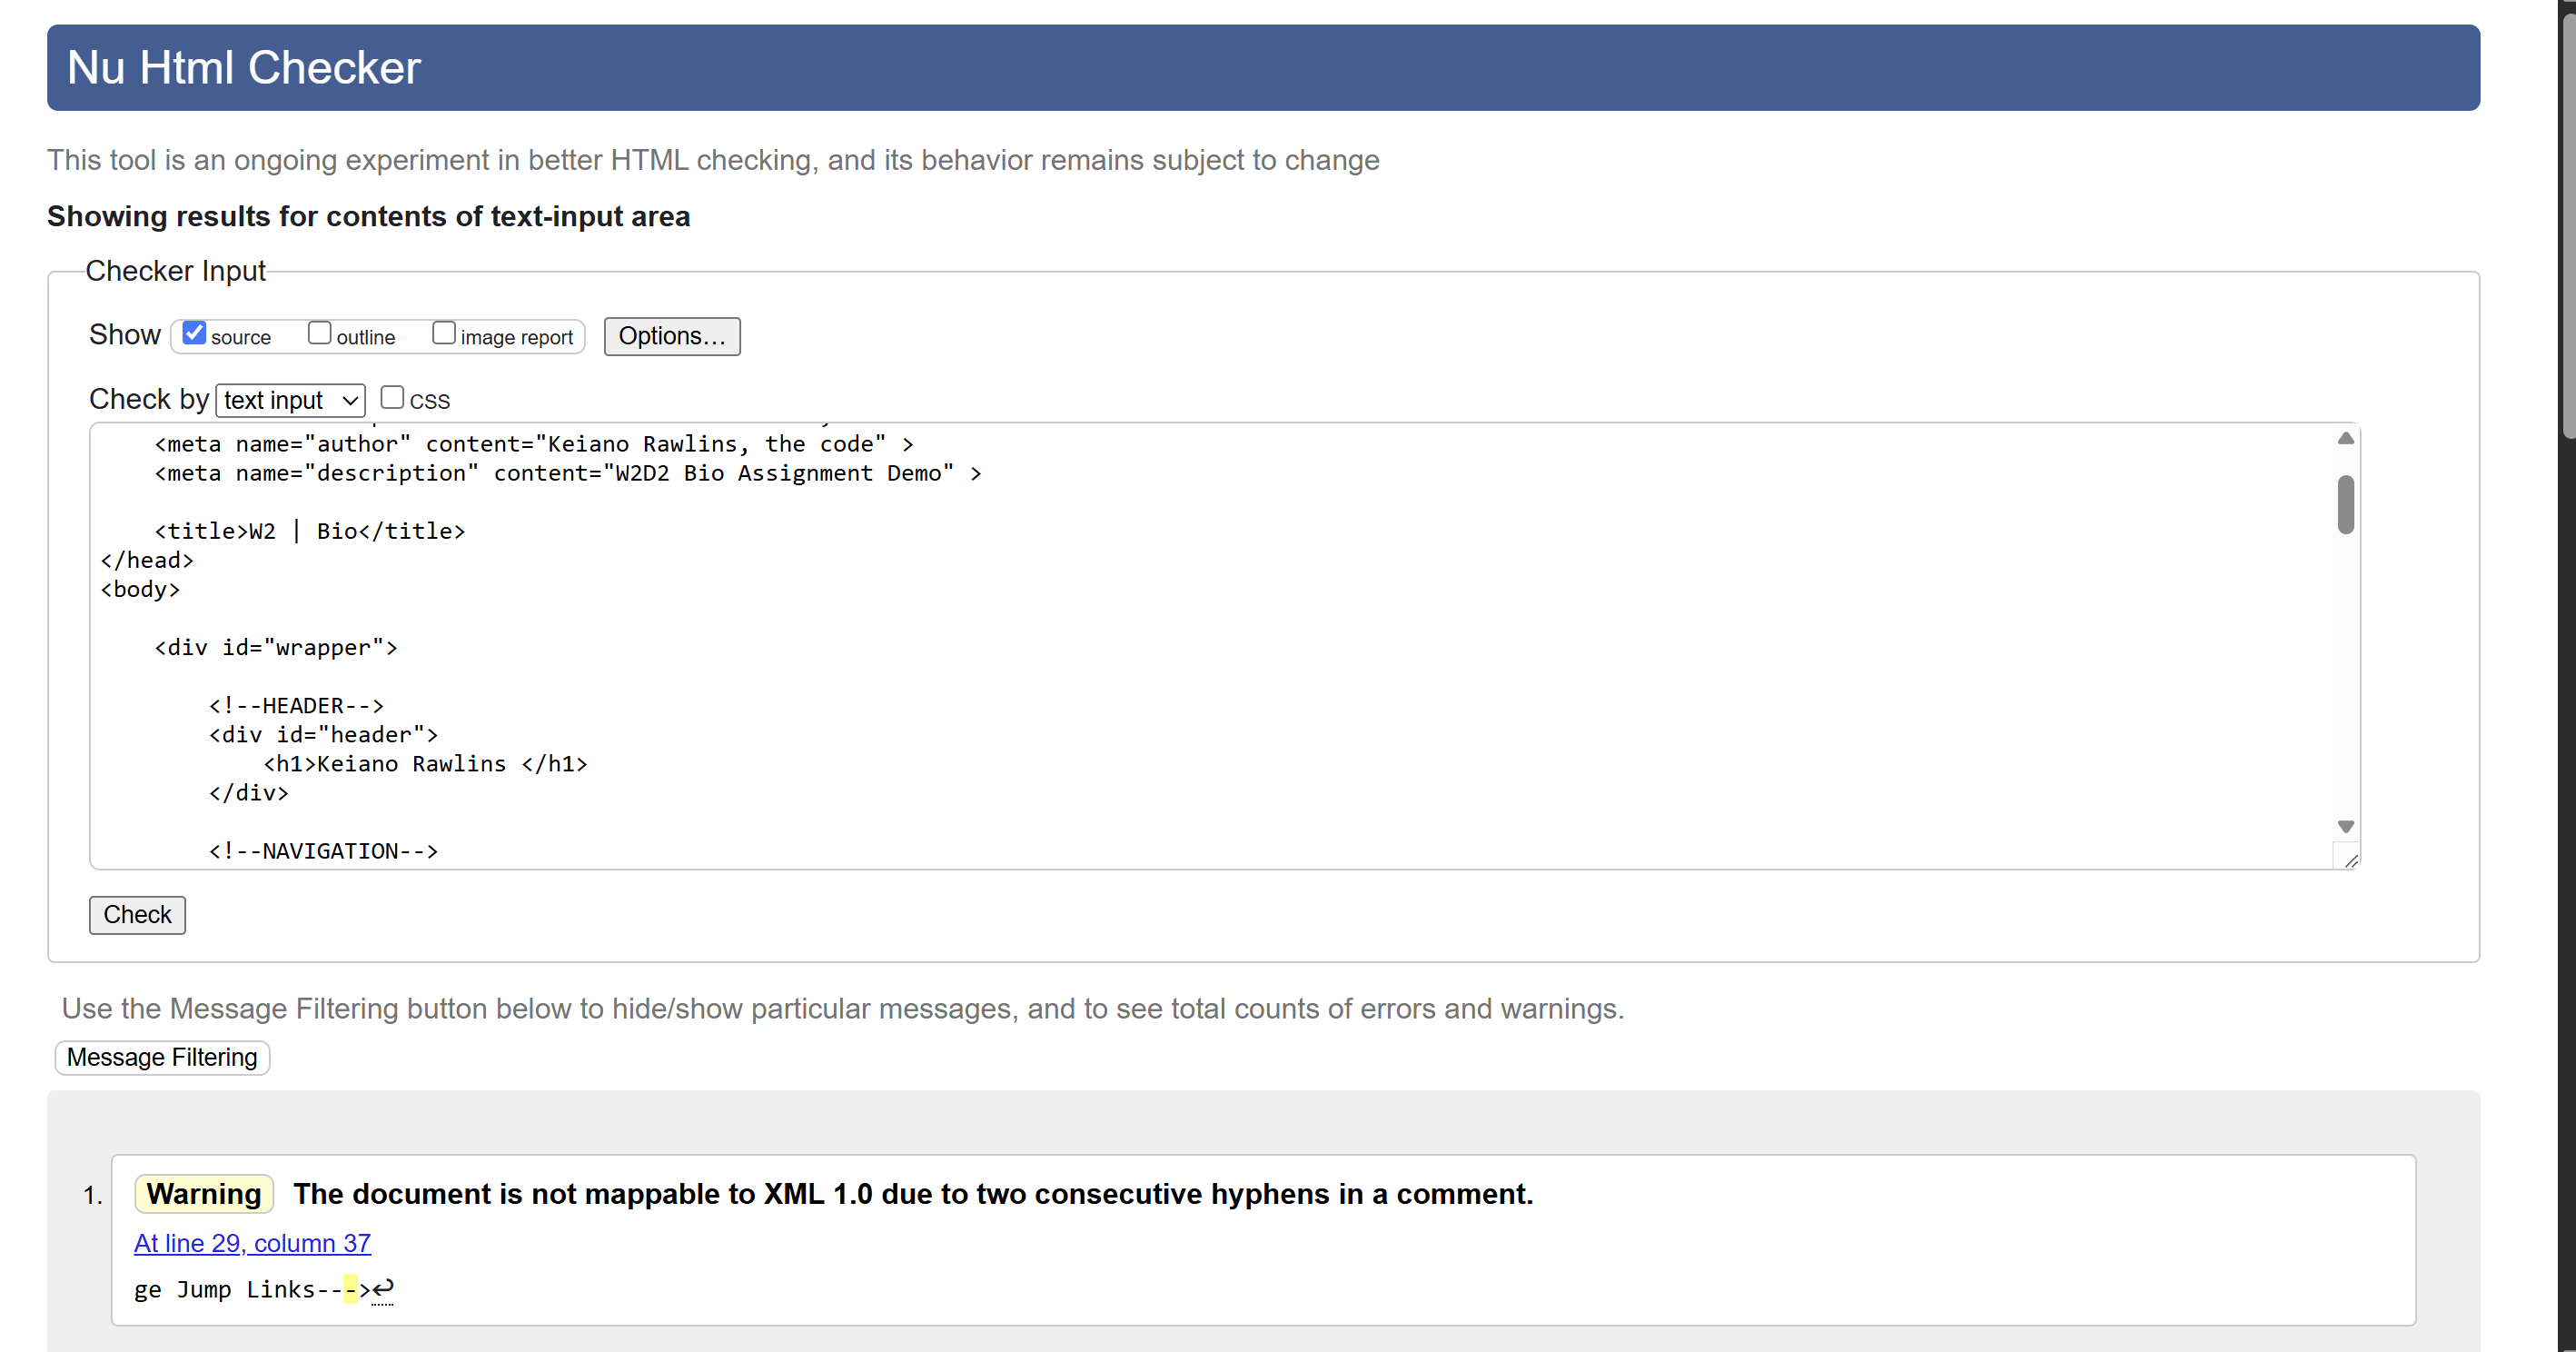 Nu Html Checker
This tool is an ongoing experiment in better HTML checking, and its behavior remains subject to change
Showing results for contents of text-input area
Checker Input
Show source outline image report Options...
Check by text input CSS
<meta name="author" content="Keiano Rawlins, the code" >
<meta name="description" content="W2D2 Bio Assignment Demo" >
<title>W2 | Bio</title>
</head>
<body>
<div id="wrapper">
<!--HEADER-->
<div id="header">
<h1>Keiano Rawlins </h1>
</div>
<!--NAVIGATION-->
Check
Use the Message Filtering button below to hide/show particular messages, and to see total counts of errors and warnings.
Message Filtering
1. Warning The document is not mappable to XML 1.0 due to two consecutive hyphens in a comment.
At line 29, column 37
ge Jump Links--->↩